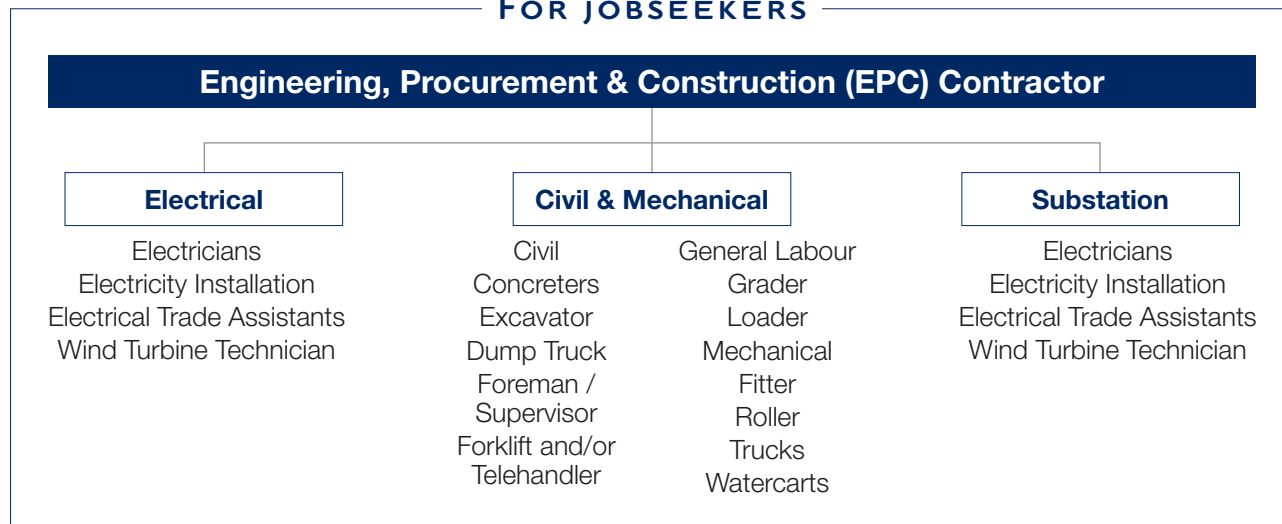 FOR JOBSEEKERS
Engineering, Procurement & Construction (EPC) Contractor
Electrical
Electricians
Electricity Installation
Electrical Trade Assistants
Wind Turbine Technician
Civil & Mechanical
Civil
Concreters
Excavator
Dump Truck
Foreman /
Supervisor
Forklift and/or
Telehandler
General Labour
Grader
Loader
Mechanical
Fitter
Roller
Trucks
Watercarts
Substation
Electricians
Electricity Installation
Electrical Trade Assistants
Wind Turbine Technician